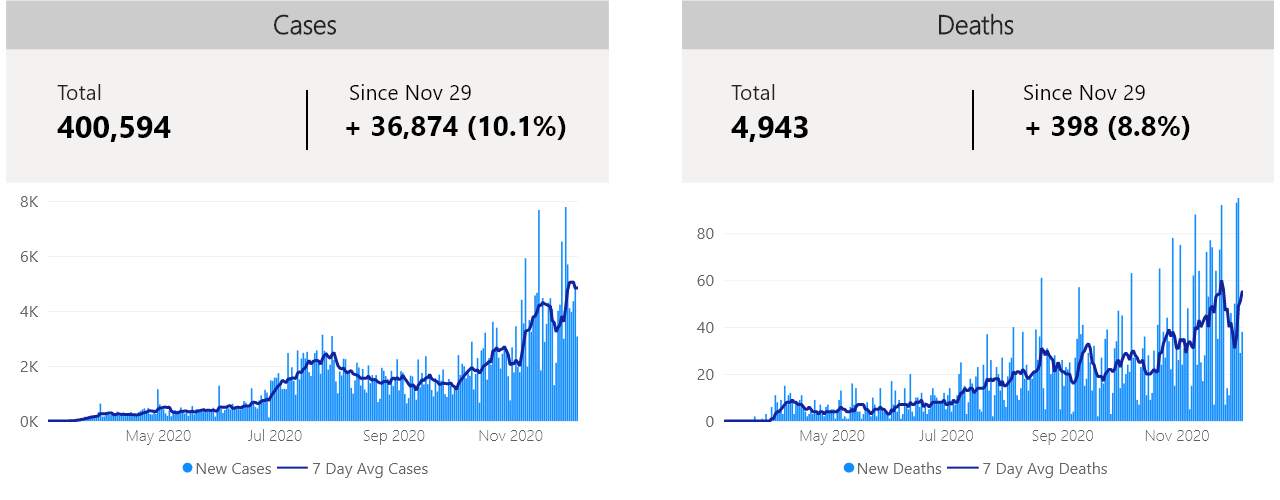 Cases
Total
Since Nov 29
400,594
+ 36,874 (10.1%)
8K
6K
4K
2K
0K
May 2020
Jul 2020
Sep 2020
Nov 2020
New Cases
7 Day Avg Cases
Deaths
Total
Since Nov 29
4,943
+ 398 (8.8%)
80
60
40
20
0
May 2020
Jul 2020
Sep 2020
Nov 2020
New Deaths
7 Day Avg Deaths